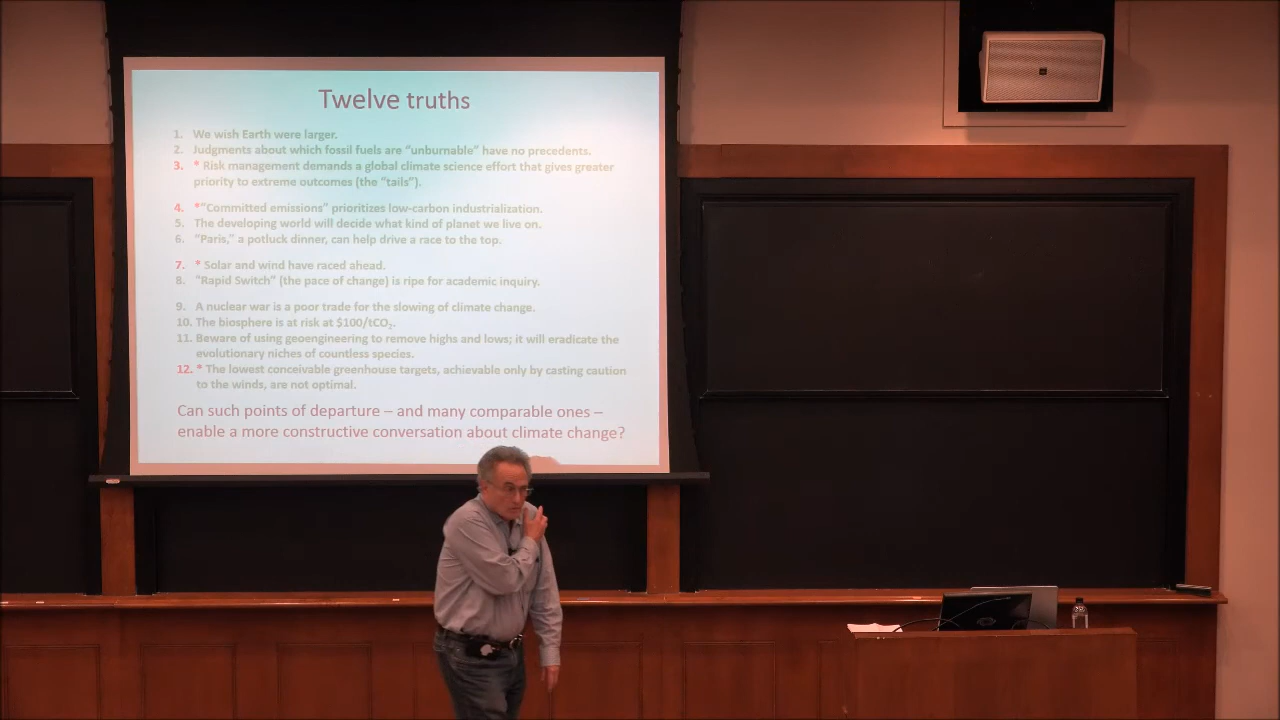 Twelve truths
1. We wish Earth were larger.
2. Judgments about which fossil fuels are “unburnable” have no precedents.
3. * Risk management demands a global climate science effort that gives greater
priority to extreme outcomes (the “tails”).
4. *“Committed emissions” prioritizes low-carbon industrialization.
5. The developing world will decide what kind of planet we live on.
6. “Paris,” a potluck dinner, can help drive a race to the top.
7. * Solar and wind have raced ahead.
8. “Rapid Switch” (the pace of change) is ripe for academic inquiry.
9. A nuclear war is a poor trade for the slowing of climate change.
10. The biosphere is at risk at $100/tCO₂.
11. Beware of using geoengineering to remove highs and lows; it will eradicate the
evolutionary niches of countless species.
12. * The lowest conceivable greenhouse targets, achievable only by casting caution
to the winds, are not optimal.
Can such points of departure – and many comparable ones –
enable a more constructive conversation about climate change?